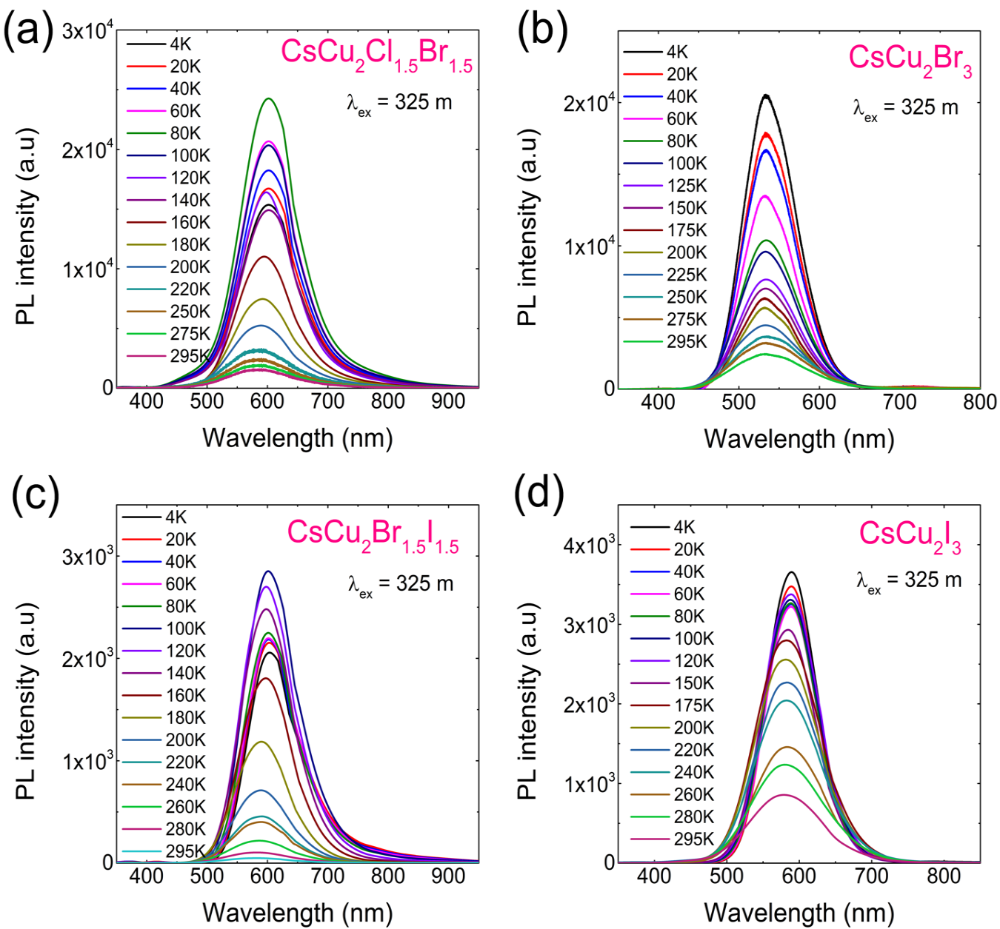 (a)
3x10⁴
2x10⁴
1x10⁴
0
PL intensity (a.u)
4K
20K
40K
60K
80K
100K
120K
140K
160K
180K
200K
220K
250K
275K
295K
CsCu₂Cl₁.₅Br₁.₅
λₑₓ = 325 m
400 500 600 700 800 900
Wavelength (nm)
(b)
2x10⁴
1x10⁴
0
PL intensity (a.u)
4K
20K
40K
60K
80K
100K
125K
150K
175K
200K
225K
250K
275K
295K
CsCu₂Br₃
λₑₓ = 325 m
400 500 600 700 800
Wavelength (nm)
(c)
3x10³
2x10³
1x10³
0
PL intensity (a.u)
4K
20K
40K
60K
80K
100K
120K
140K
160K
180K
200K
220K
240K
260K
280K
295K
CsCu₂Br₁.₅I₁.₅
λₑₓ = 325 m
400 500 600 700 800 900
Wavelength (nm)
(d)
4x10³
3x10³
2x10³
1x10³
0
PL intensity (a.u)
4K
20K
40K
60K
80K
100K
120K
150K
175K
200K
220K
240K
260K
280K
295K
CsCu₂I₃
λₑₓ = 325 m
400 500 600 700 800
Wavelength (nm)